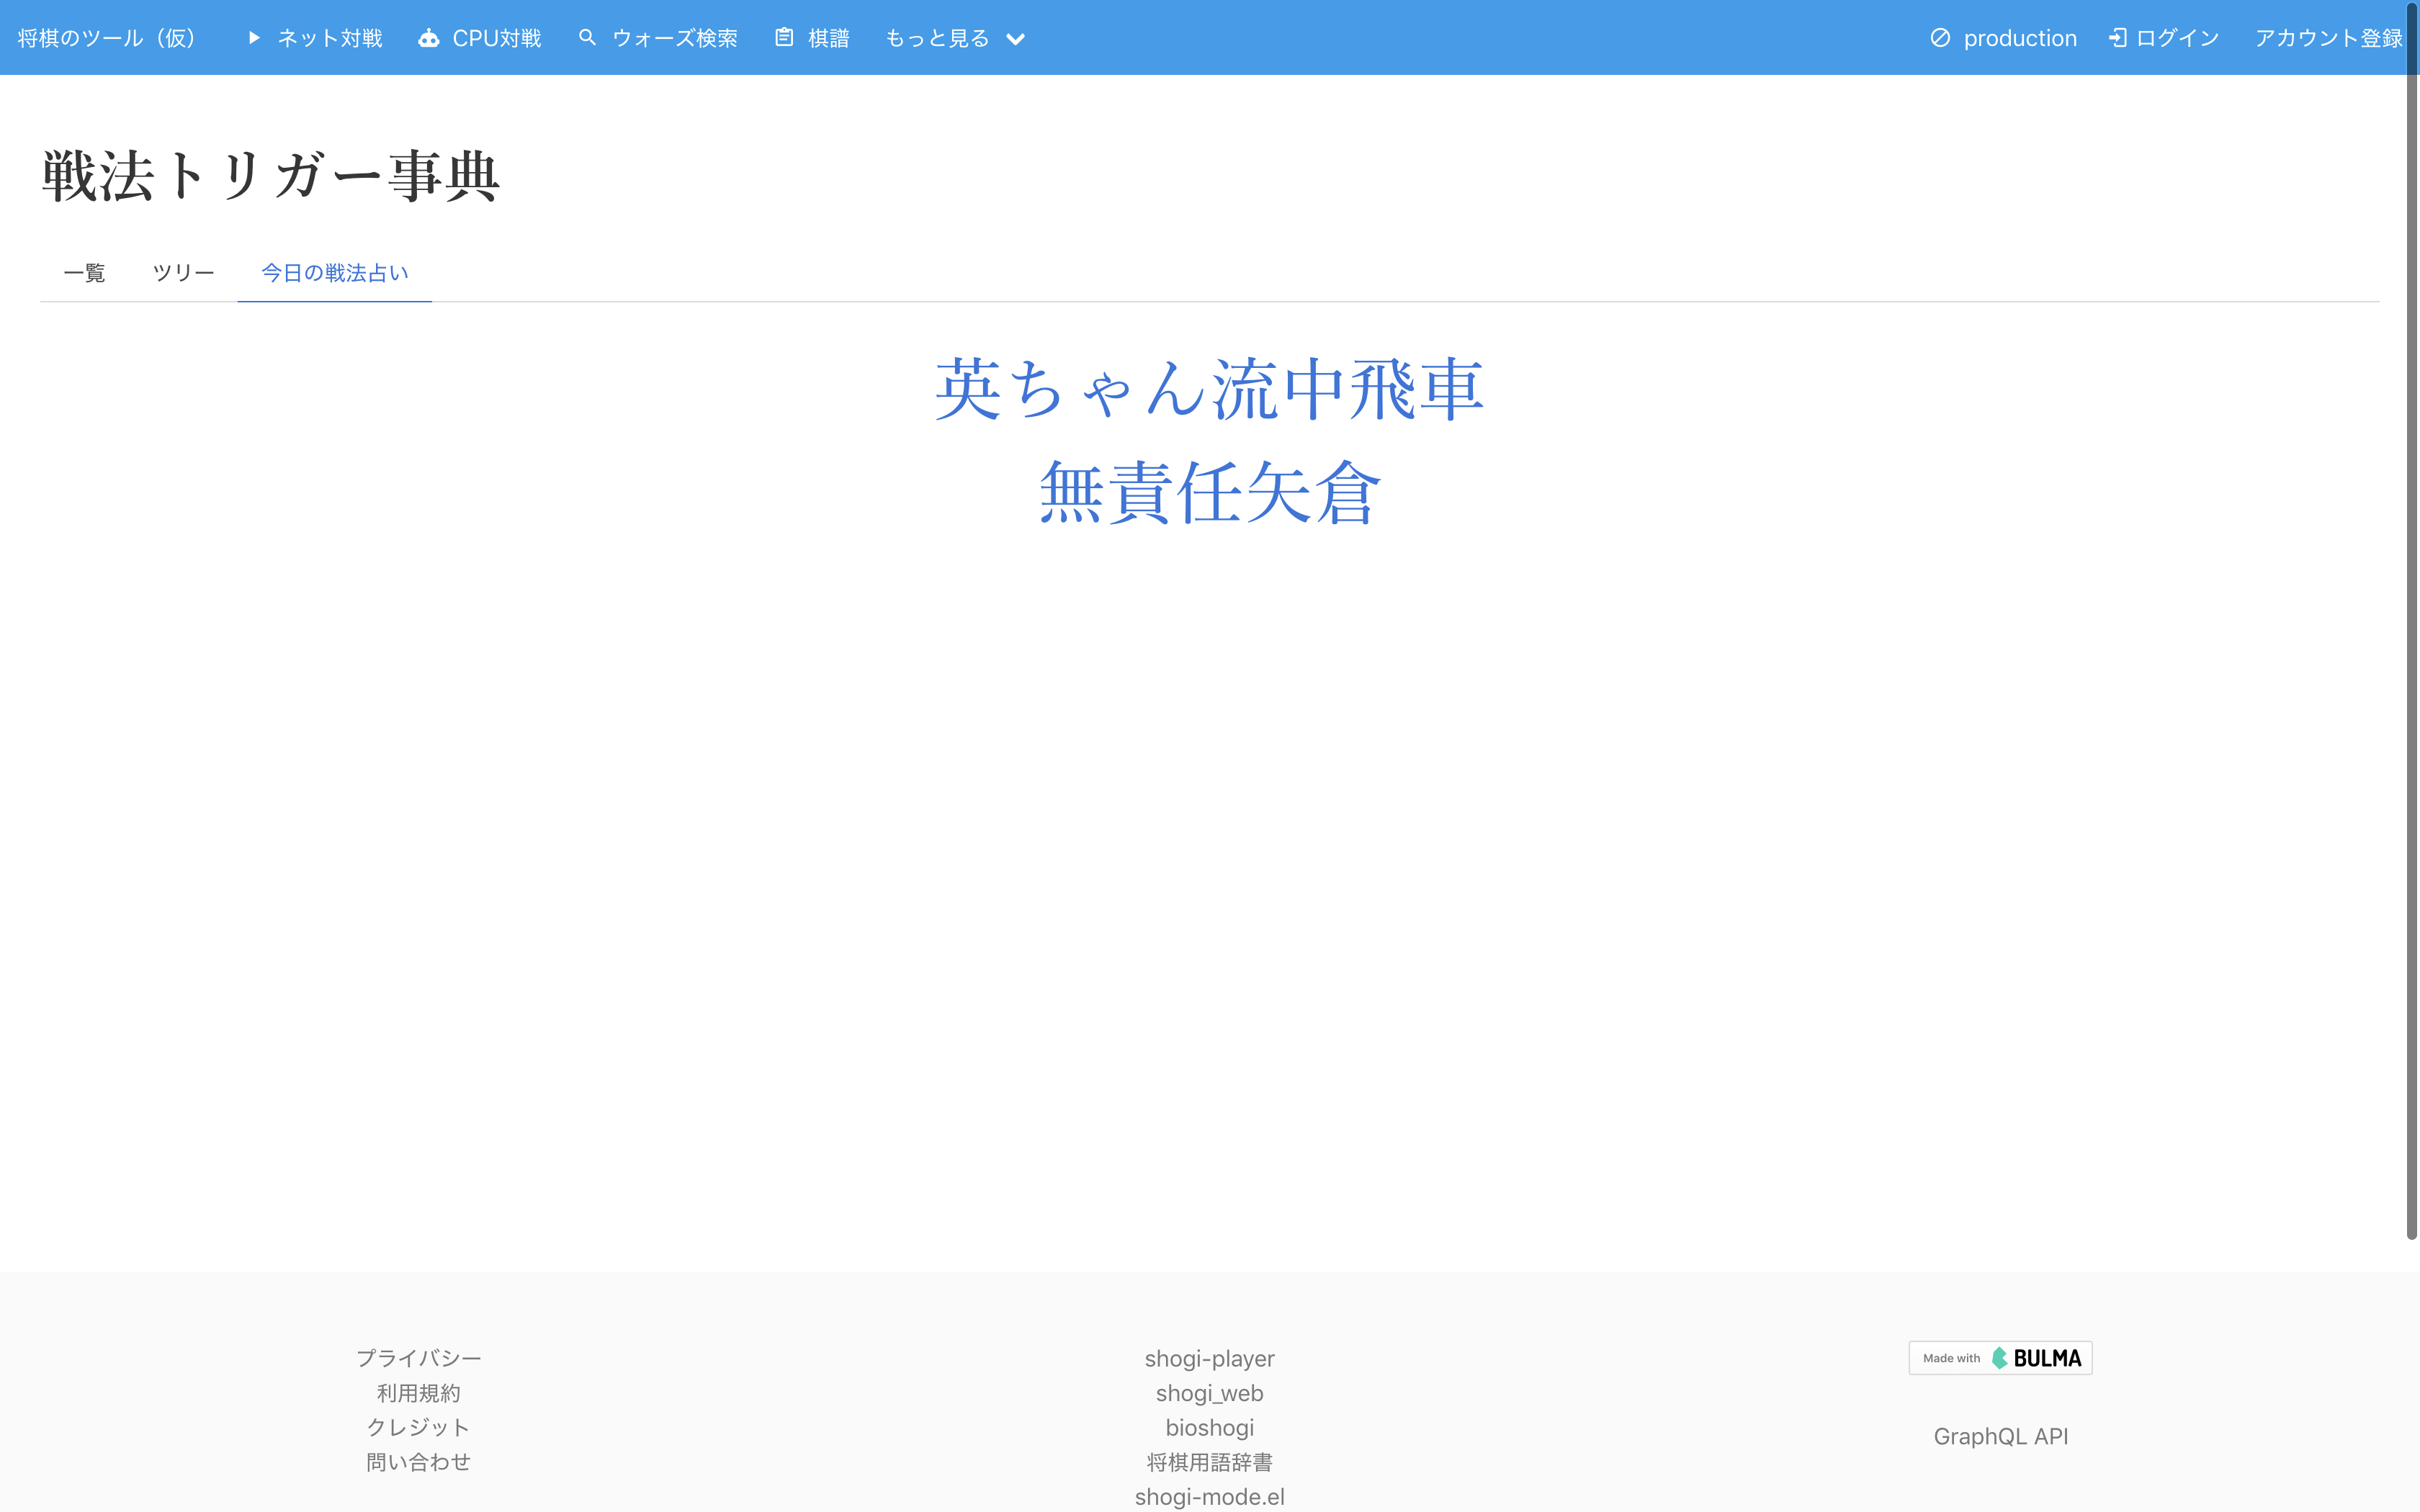 将棋のツール（仮） ネット対戦 CPU対戦 ウォーズ検索 棋譜 もっと見る production ログイン アカウント登録
戦法トリガー事典
一覧 ツリー 今日の戦法占い
英ちゃん流中飛車
無責任矢倉
プライバシー
利用規約
クレジット
問い合わせ
shogi-player
shogi_web
bioshogi
将棋用語辞書
shogi-mode.el
Made with BULMA
GraphQL API